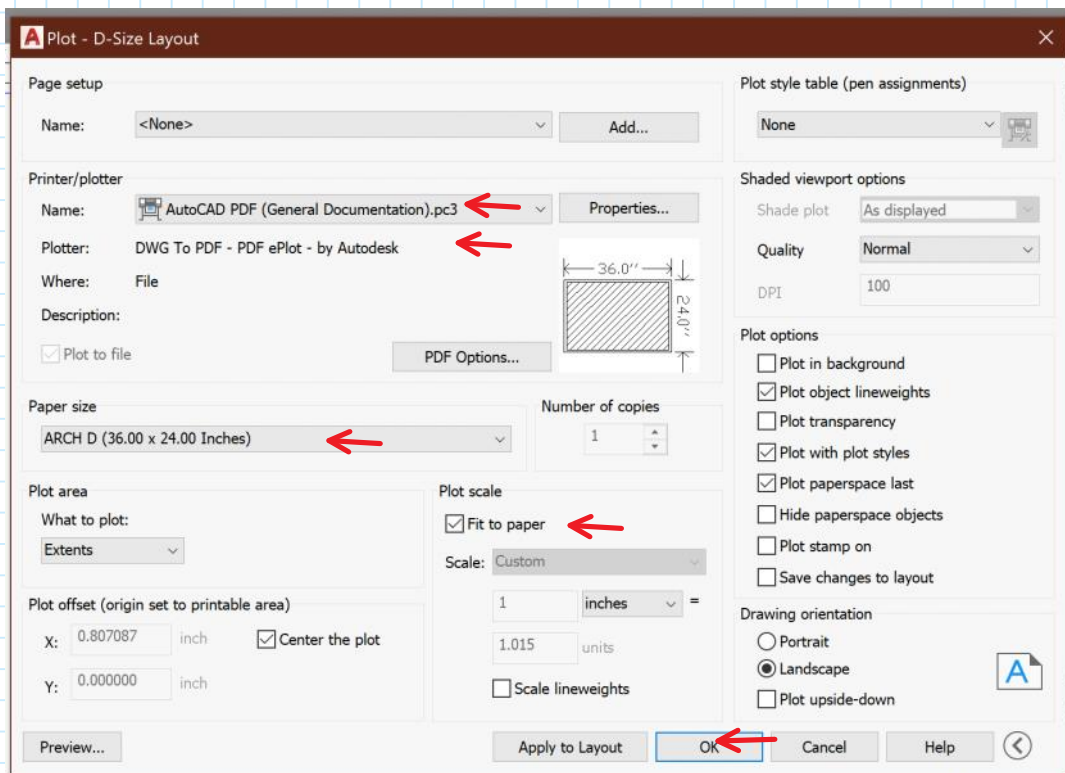 A Plot - D-Size Layout
Page setup
Name: <None> Add...
Plot style table (pen assignments)
None
Printer/plotter
Name: AutoCAD PDF (General Documentation).pc3 Properties...
Plotter: DWG To PDF - PDF ePlot - by Autodesk
Where: File
Description:
Plot to file PDF Options...
36.0''
24.0''
Shaded viewport options
Shade plot As displayed
Quality Normal
DPI 100
Paper size
ARCH D (36.00 x 24.00 Inches)
Number of copies
1
Plot options
Plot in background
Plot object lineweights
Plot transparency
Plot with plot styles
Plot paperspace last
Hide paperspace objects
Plot stamp on
Save changes to layout
Plot area
What to plot:
Extents
Plot scale
Fit to paper
Scale: Custom
1 inches =
1.015 units
Scale lineweights
Plot offset (origin set to printable area)
X: 0.807087 inch Center the plot
Y: 0.000000 inch
Drawing orientation
Portrait
Landscape
Plot upside-down
A
Preview... Apply to Layout OK Cancel Help